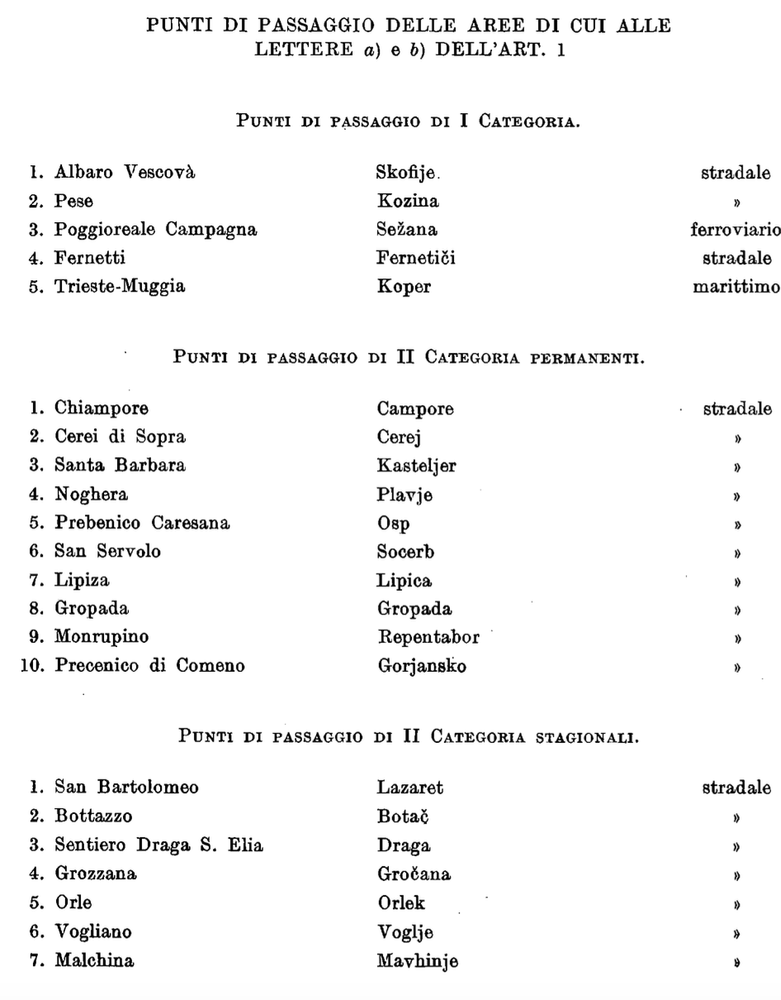 PUNTI DI PASSAGGIO DELLE AREE DI CUI ALLE
LETTERE a) e b) DELL'ART. 1
PUNTI DI PASSAGGIO DI I CATEGORIA.
1. Albaro Vescovà Skofije. stradale
2. Pese Kozina »
3. Poggioreale Campagna Sežana ferroviario
4. Fernetti Fernetiči stradale
5. Trieste-Muggia Koper marittimo
PUNTI DI PASSAGGIO DI II CATEGORIA PERMANENTI.
1. Chiampore Campore stradale
2. Cerei di Sopra Cerej »
3. Santa Barbara Kasteljer »
4. Noghera Plavje »
5. Prebenico Caresana Osp »
6. San Servolo Socerb »
7. Lipiza Lipica »
8. Gropada Gropada »
9. Monrupino Repentabor »
10. Precenico di Comeno Gorjansko »
PUNTI DI PASSAGGIO DI II CATEGORIA STAGIONALI.
1. San Bartolomeo Lazaret stradale
2. Bottazzo Botač »
3. Sentiero Draga S. Elia Draga »
4. Grozzana Gročana »
5. Orle Orlek »
6. Vogliano Voglje »
7. Malchina Mavhinje »